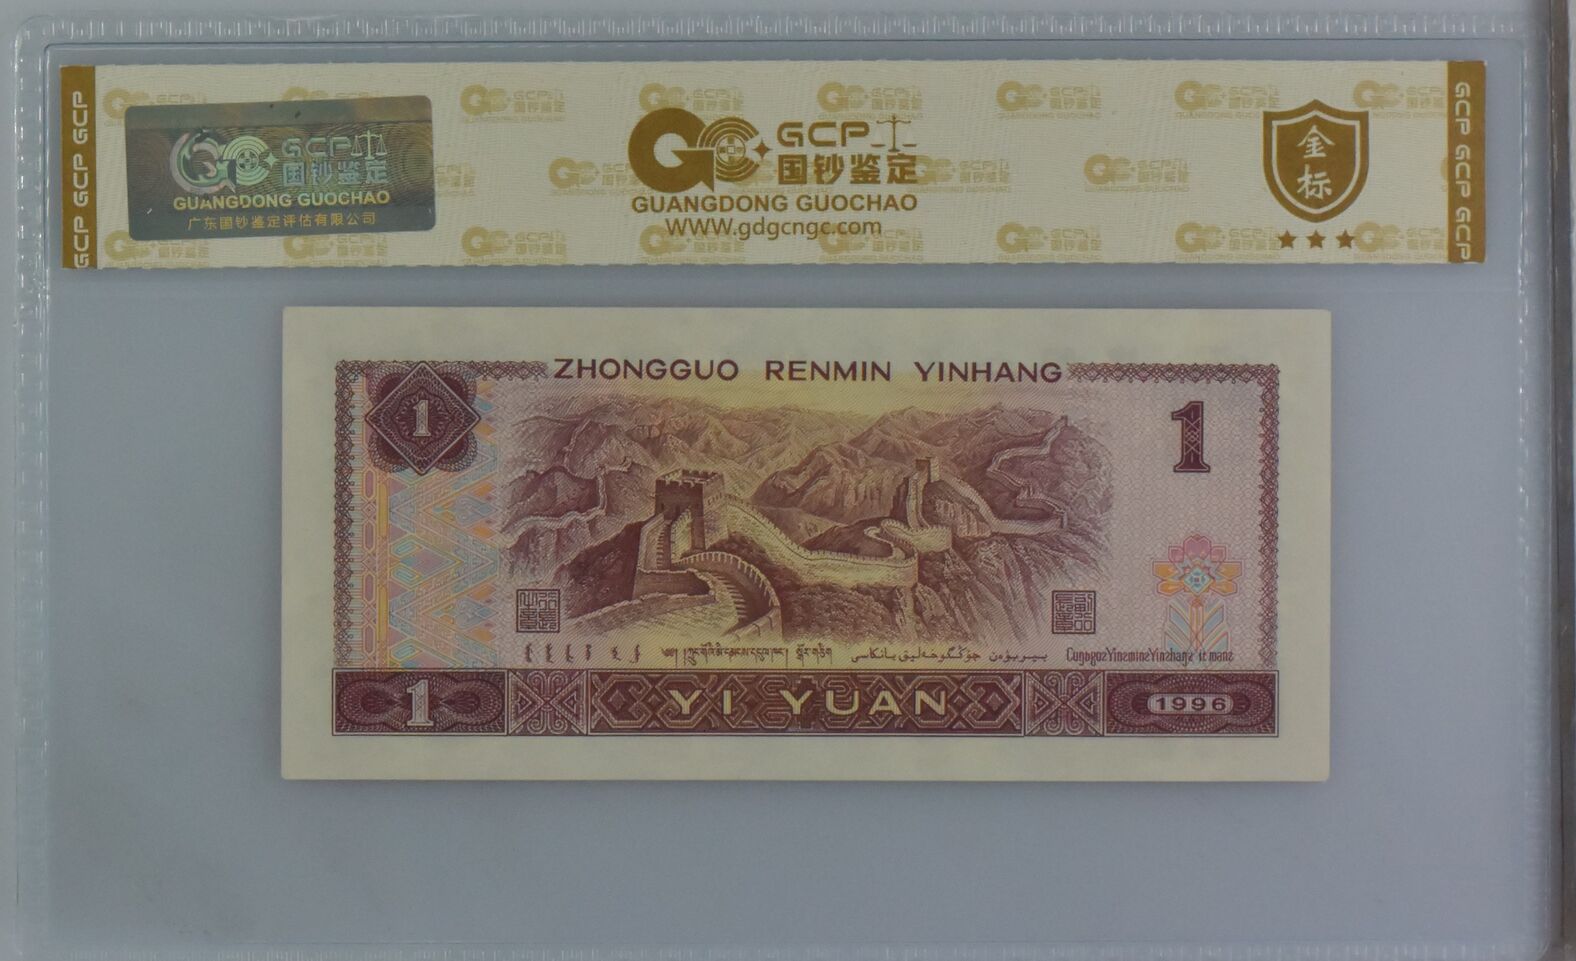 GCP GCP GCP
GCP
国钞鉴定
GUANGDONG GUOCHAO
广东国钞鉴定评估有限公司
GCP
国钞鉴定
GUANGDONG GUOCHAO
WWW.gdgcngc.com
金标
GCP GCP GCP
ZHONGGUO RENMIN YINHANG
1
1
1
YI YUAN
1996